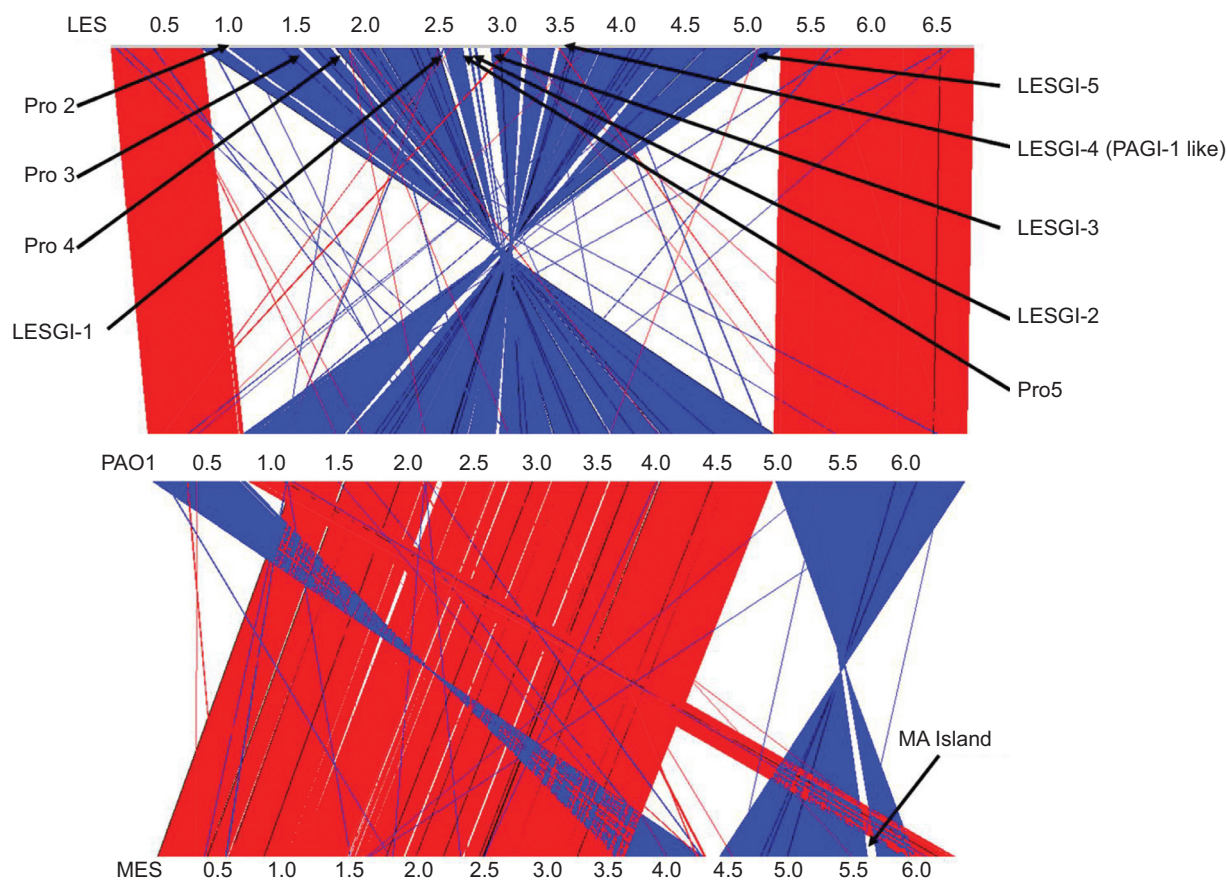 LES 0.5 1.0 1.5 2.0 2.5 3.0 3.5 4.0 4.5 5.0 5.5 6.0 6.5
Pro 2
Pro 3
Pro 4
LESGI-1
LESGI-5
LESGI-4 (PAGI-1 like)
LESGI-3
LESGI-2
Pro5
PAO1 0.5 1.0 1.5 2.0 2.5 3.0 3.5 4.0 4.5 5.0 5.5 6.0
MA Island
MES 0.5 1.0 1.5 2.0 2.5 3.0 3.5 4.0 4.5 5.0 5.5 6.0